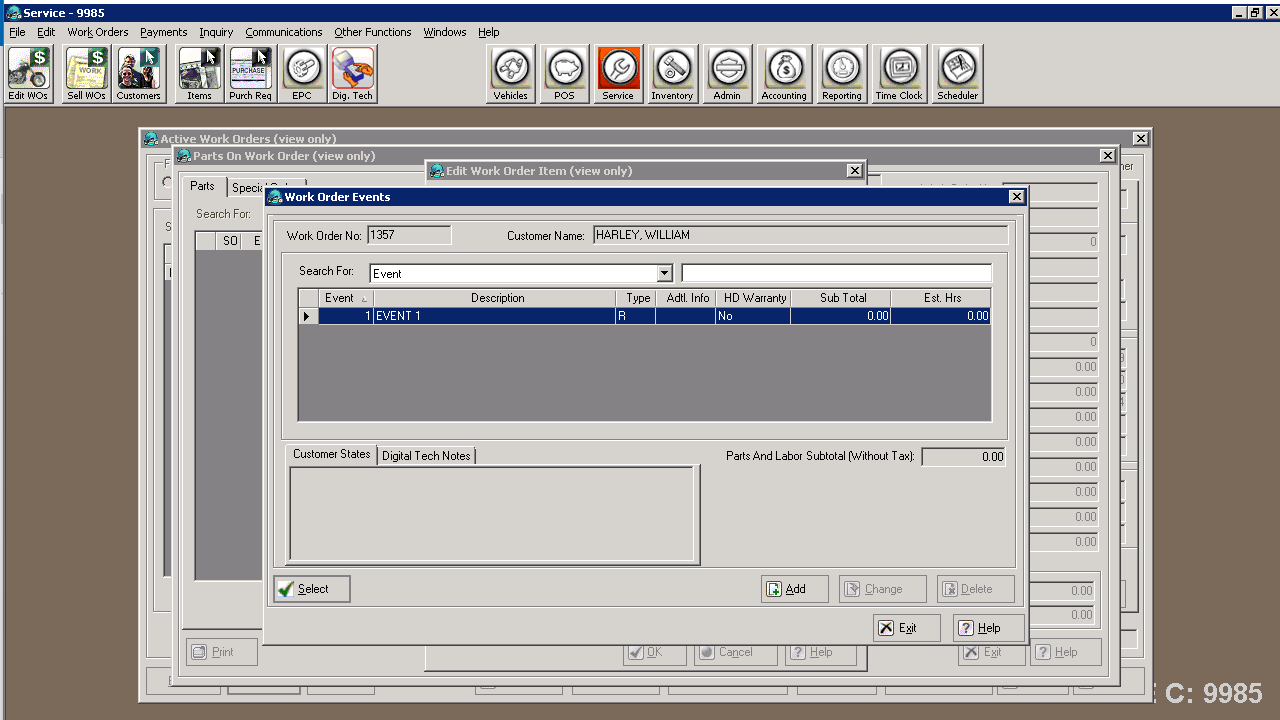 Service - 9985
File Edit Work Orders Payments Inquiry Communications Other Functions Windows Help
Edit WOs Sell WOs Customers Items Purch Req EPC Dig. Tech Vehicles POS Service Inventory Admin Accounting Reporting Time Clock Scheduler
Active Work Orders (view only)
Parts On Work Order (view only)
Edit Work Order Item (view only)
Parts
Search For:
SO
Work Order Events
Work Order No: 1357 Customer Name: HARLEY, WILLIAM
Search For: Event
Event Description Type Adtl. Info HD Warranty Sub Total Est. Hrs
1 EVENT 1 R No 0.00 0.00
Customer States Digital Tech Notes Parts And Labor Subtotal (Without Tax): 0.00
Select Add Change Delete
Exit Help
0
0
0.00
0.00
0.00
0.00
0.00
0.00
0.00
0.00
0.00
0.00
Print OK Cancel Help Exit Help
C: 9985